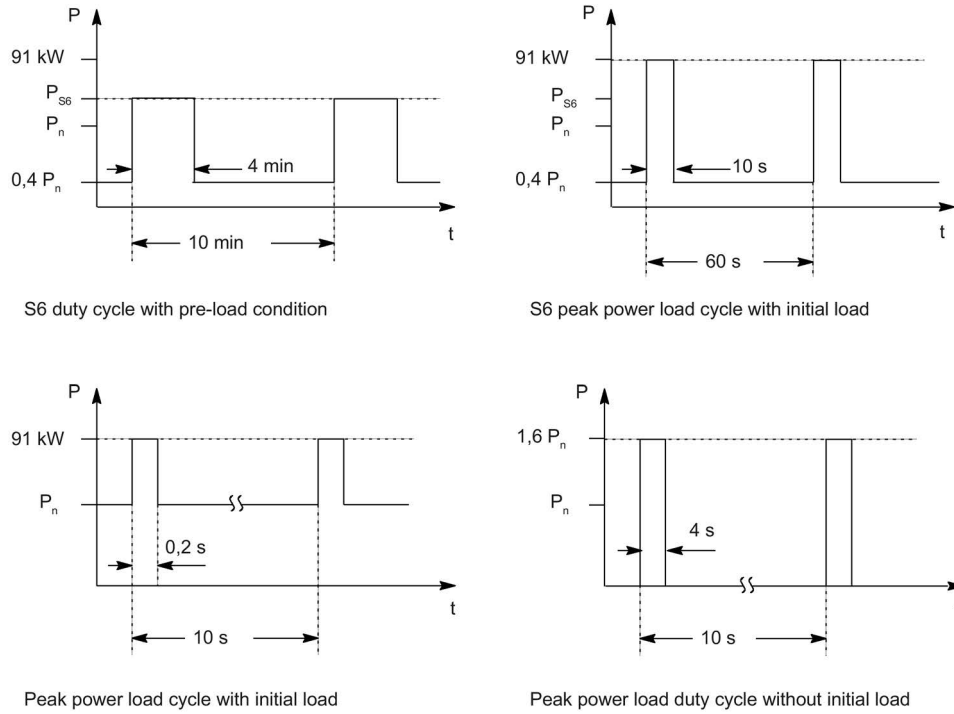 P
91 kW
P_S6
P_n
0,4 P_n
4 min
10 min
t
S6 duty cycle with pre-load condition
P
91 kW
P_S6
P_n
0,4 P_n
10 s
60 s
t
S6 peak power load cycle with initial load
P
91 kW
P_n
0,2 s
10 s
t
Peak power load cycle with initial load
P
1,6 P_n
P_n
4 s
10 s
Peak power load duty cycle without initial load